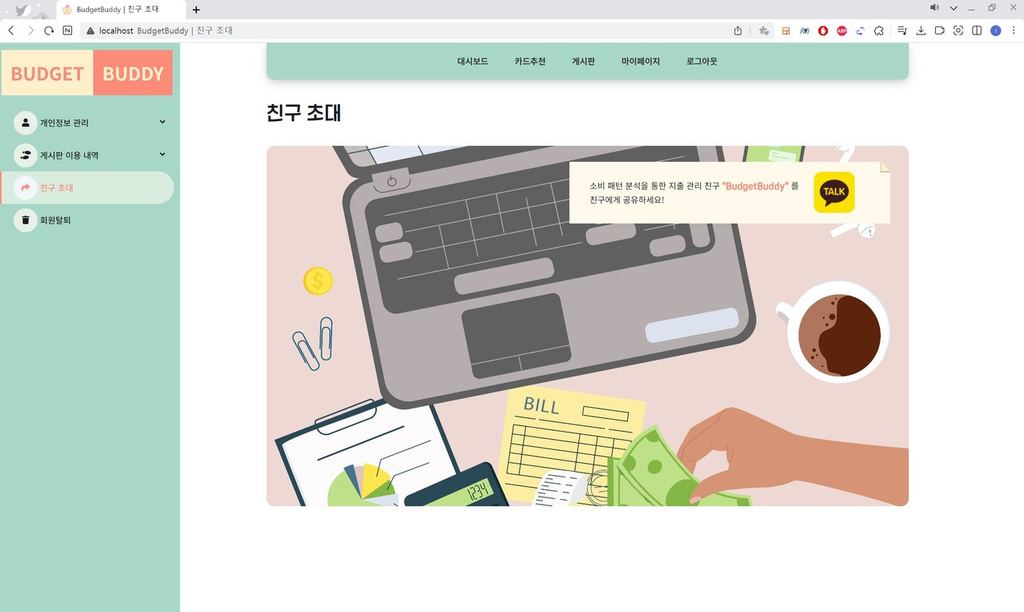 BudgetBuddy | 친구 초대
localhost BudgetBuddy | 친구 초대
BUDGET BUDDY
대시보드 카드추천 게시판 마이페이지 로그아웃
개인정보 관리
게시판 이용 내역
친구 초대
회원탈퇴
친구 초대
소비 패턴 분석을 통한 지출 관리 친구 "BudgetBuddy" 를
친구에게 공유하세요!
TALK
BILL
1234